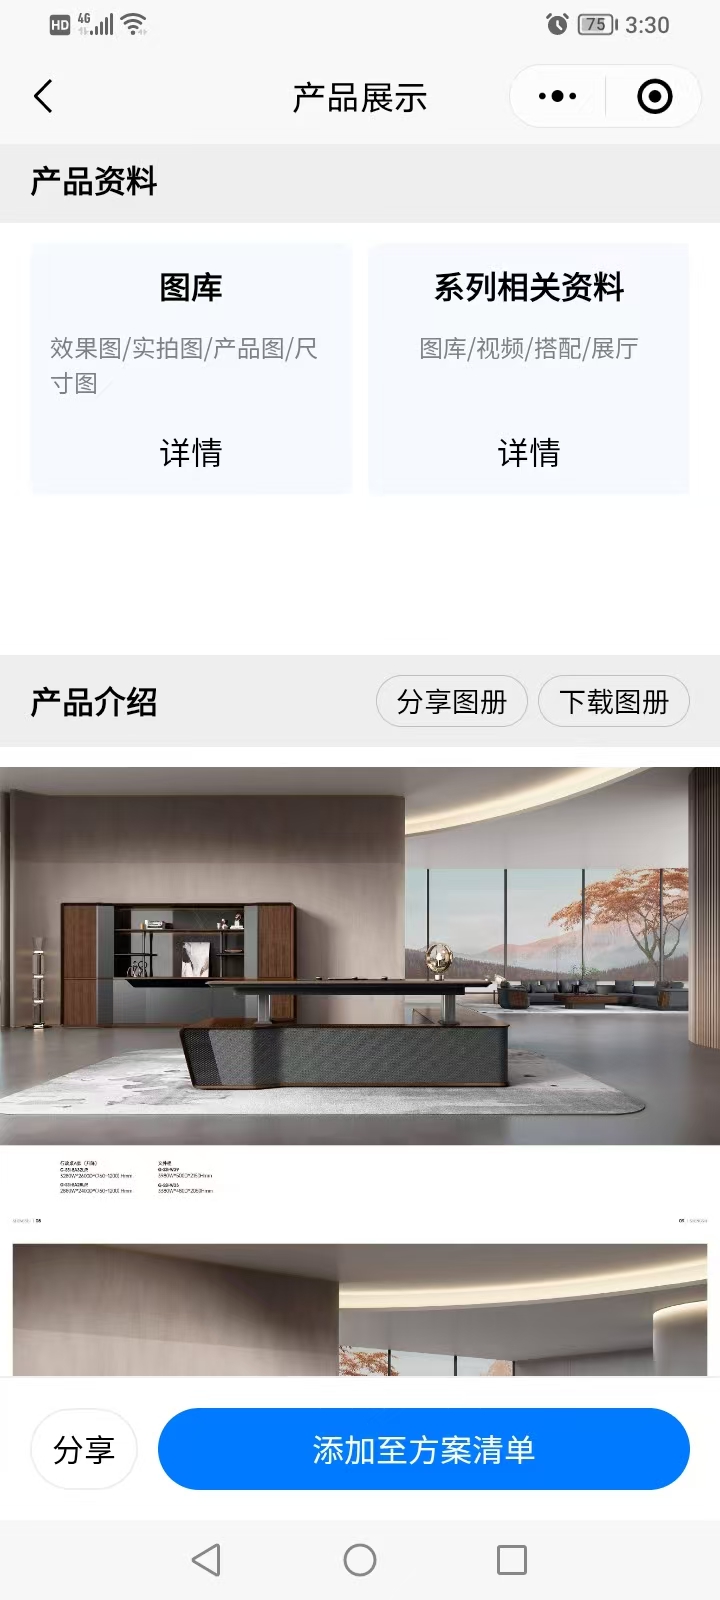 HD 4G 75 3:30
产品展示
产品资料
图库
效果图/实拍图/产品图/尺
寸图
详情
系列相关资料
图库/视频/搭配/展厅
详情
产品介绍
分享图册
下载图册
分享
添加至方案清单